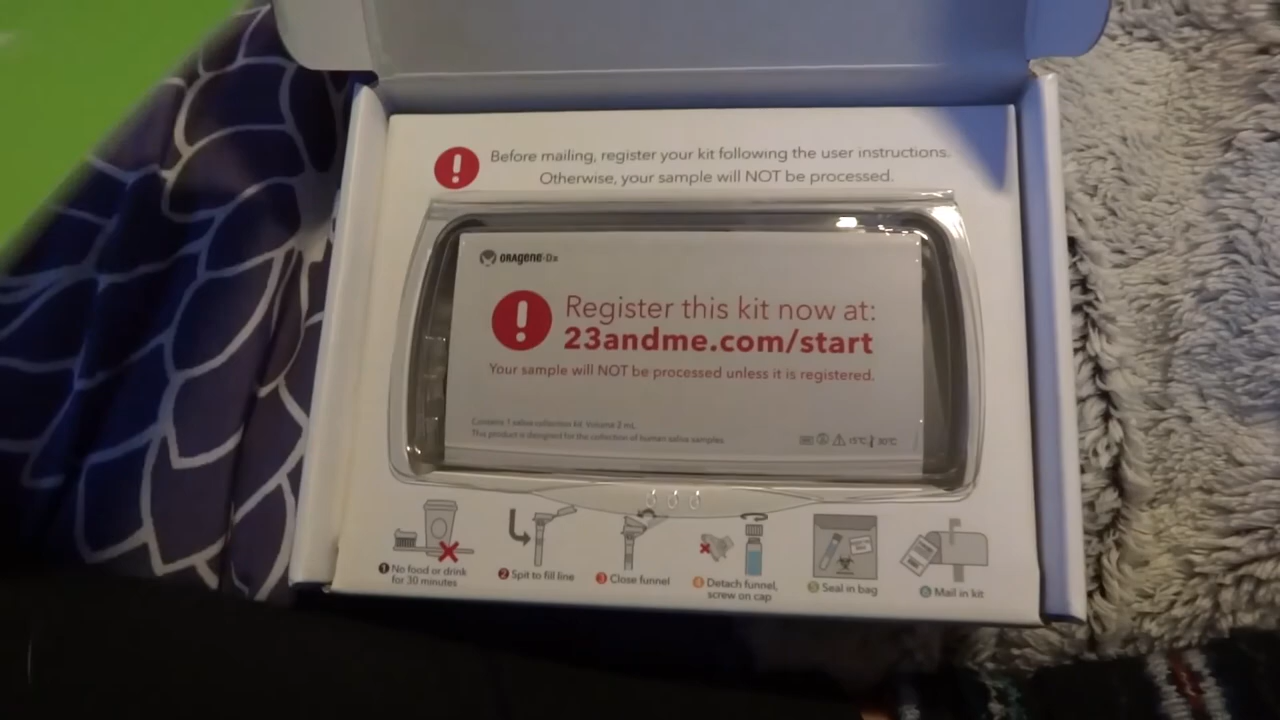 Before mailing, register your kit following the user instructions.
Otherwise, your sample will NOT be processed.
ORAgene·Dx
Register this kit now at:
23andme.com/start
Your sample will NOT be processed unless it is registered.
Contains 1 saliva collection kit. Volume 2 mL
This product is designed for the collection of human saliva samples.
15°C 30°C
1 No food or drink
for 30 minutes
2 Spit to fill line
3 Close funnel
4 Detach funnel,
screw on cap
5 Seal in bag
6 Mail in kit